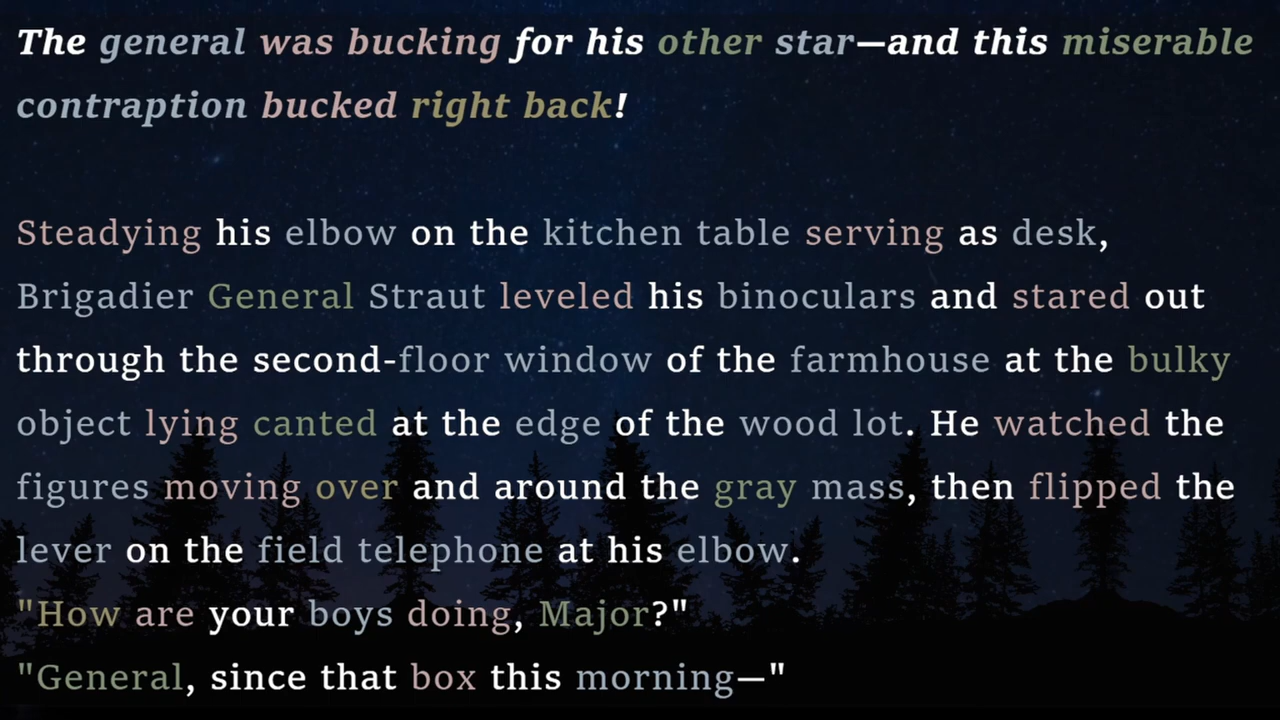 The general was bucking for his other star—and this miserable
contraption bucked right back!
Steadying his elbow on the kitchen table serving as desk,
Brigadier General Straut leveled his binoculars and stared out
through the second-floor window of the farmhouse at the bulky
object lying canted at the edge of the wood lot. He watched the
figures moving over and around the gray mass, then flipped the
lever on the field telephone at his elbow.
"How are your boys doing, Major?"
"General, since that box this morning—"